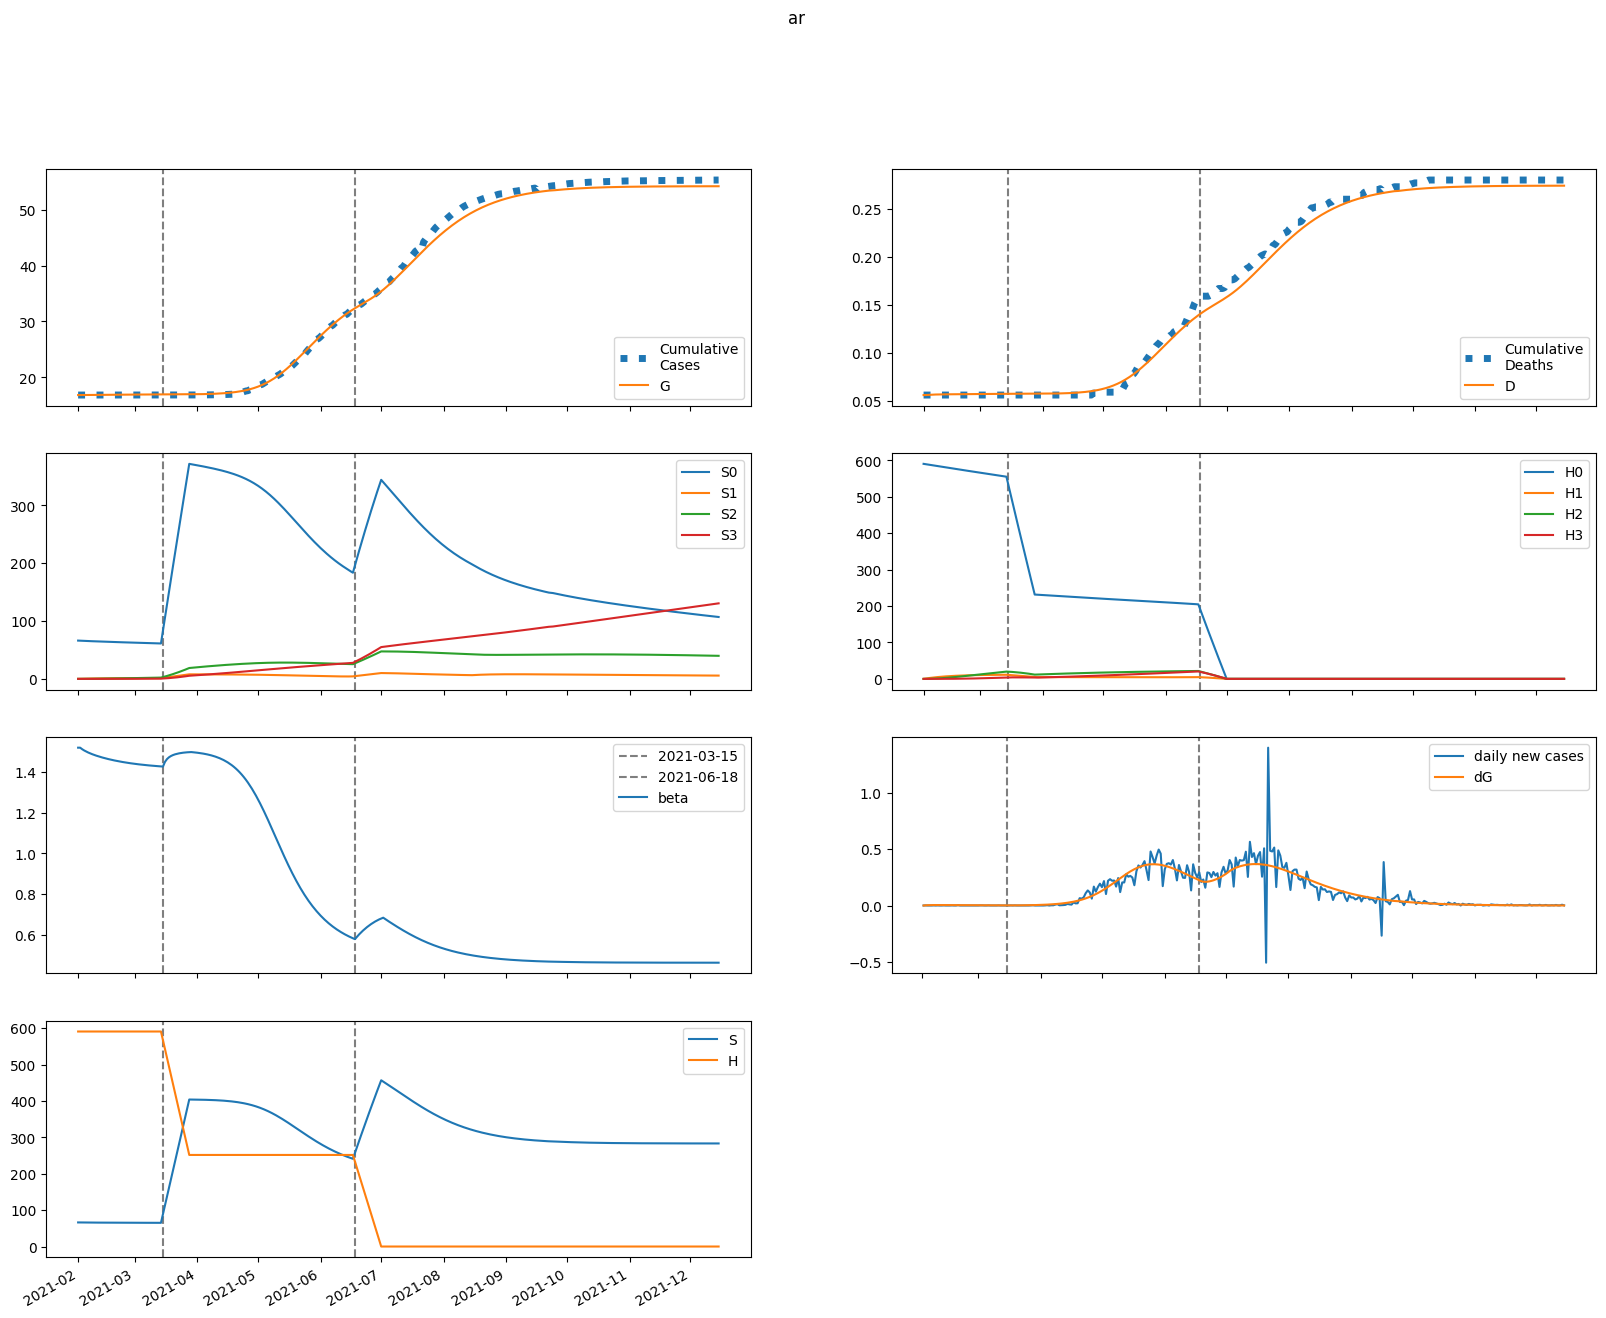 ar
50
40
30
20
Cumulative
Cases
G
0.25
0.20
0.15
0.10
0.05
Cumulative
Deaths
D
300
200
100
0
S0
S1
S2
S3
600
500
400
300
200
100
0
H0
H1
H2
H3
1.4
1.2
1.0
0.8
0.6
2021-03-15
2021-06-18
beta
1.0
0.5
0.0
−0.5
daily new cases
dG
600
500
400
300
200
100
0
S
H
2021-02
2021-03
2021-04
2021-05
2021-06
2021-07
2021-08
2021-09
2021-10
2021-11
2021-12